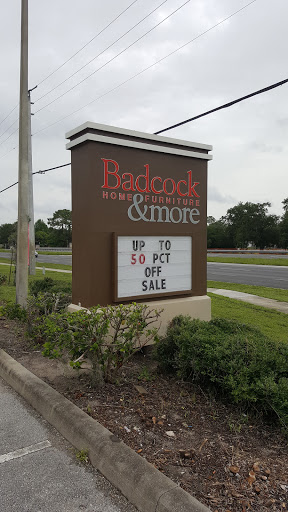 Badcock
HOME FURNITURE
&more
UP TO
50 PCT
OFF
SALE